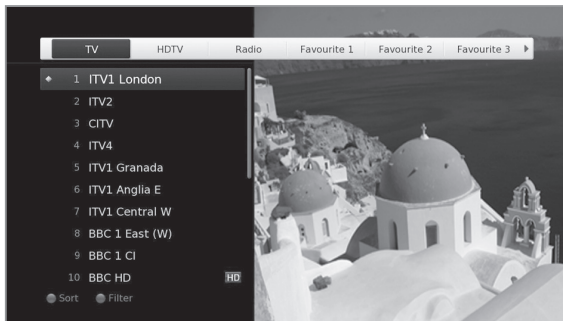 TV HDTV Radio Favourite 1 Favourite 2 Favourite 3
1 ITV1 London
2 ITV2
3 CITV
4 ITV4
5 ITV1 Granada
6 ITV1 Anglia E
7 ITV1 Central W
8 BBC 1 East (W)
9 BBC 1 CI
10 BBC HD HD
Sort Filter